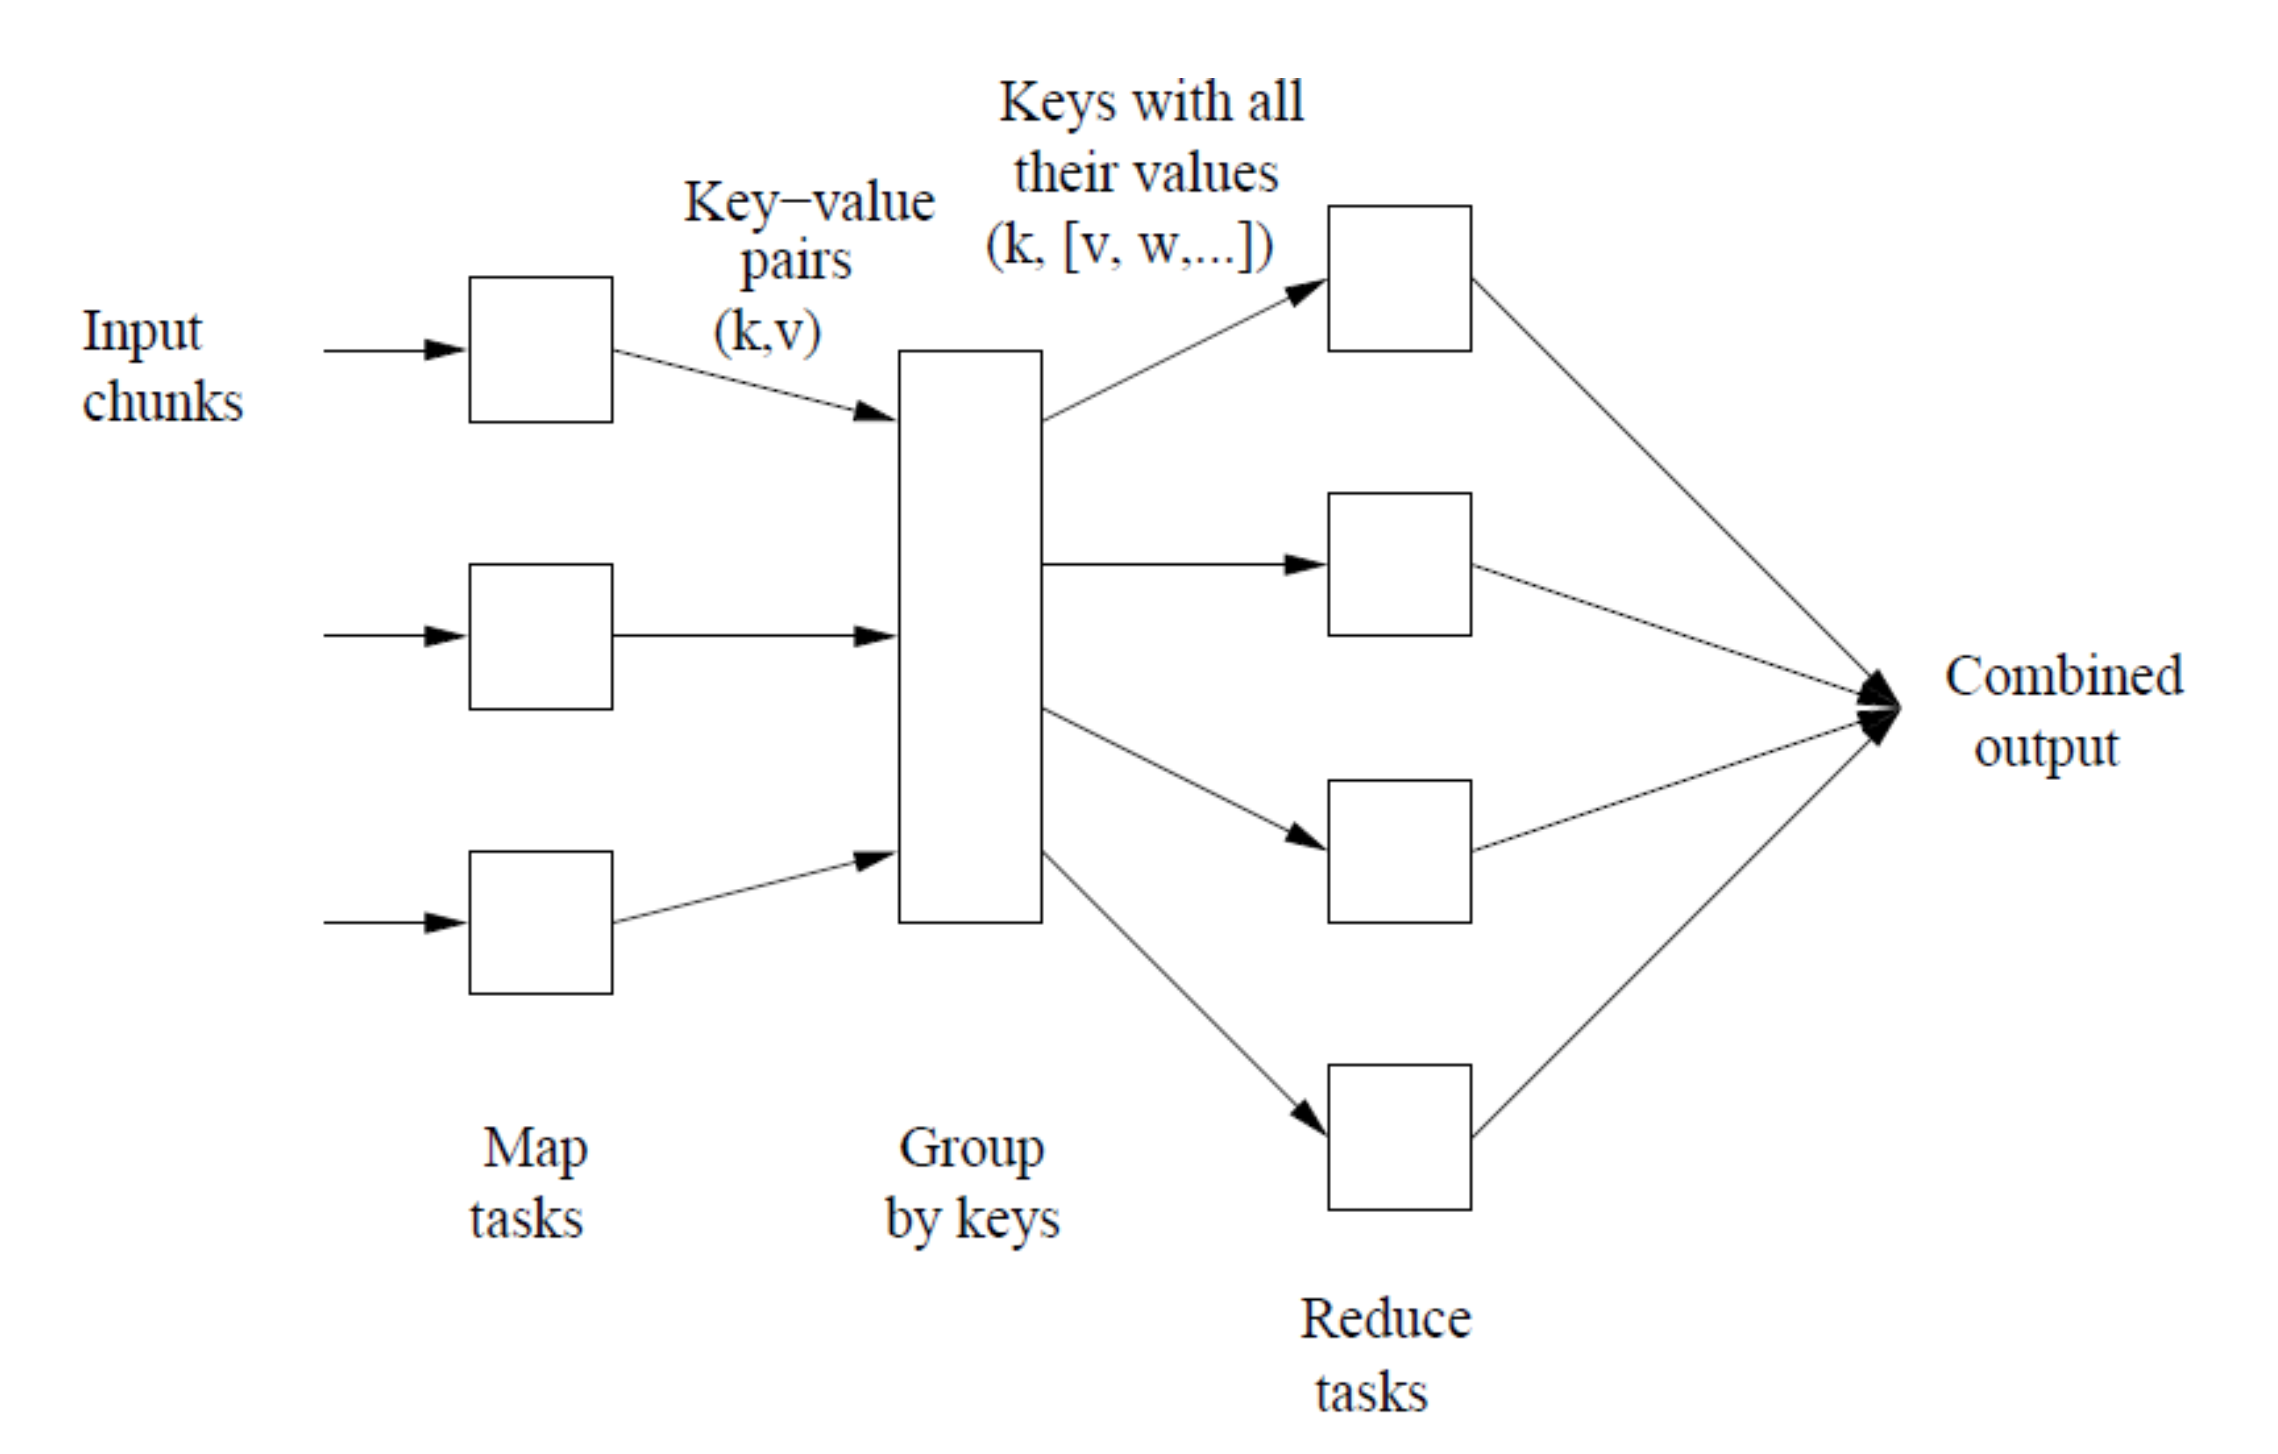 Input
chunks
Key−value
pairs
(k,v)
Keys with all
their values
(k, [v, w,...])
Combined
output
Map
tasks
Group
by keys
Reduce
tasks